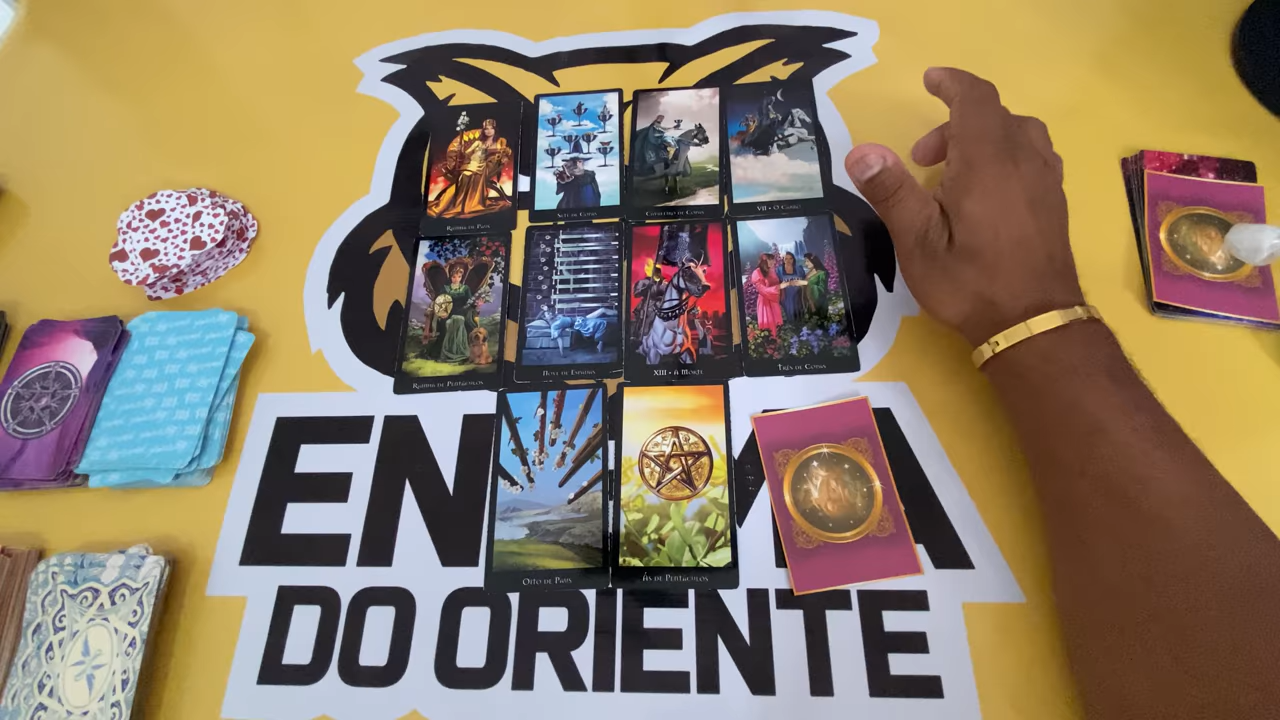 Rainha de Paus
Sete de Copas
Cavaleiro de Copas
VII • O Carro
Rainha de Pentáculos
Nove de Espadas
XIII • A Morte
Três de Copas
Oito de Paus
Ás de Pentáculos
EN
A
DO ORIENTE